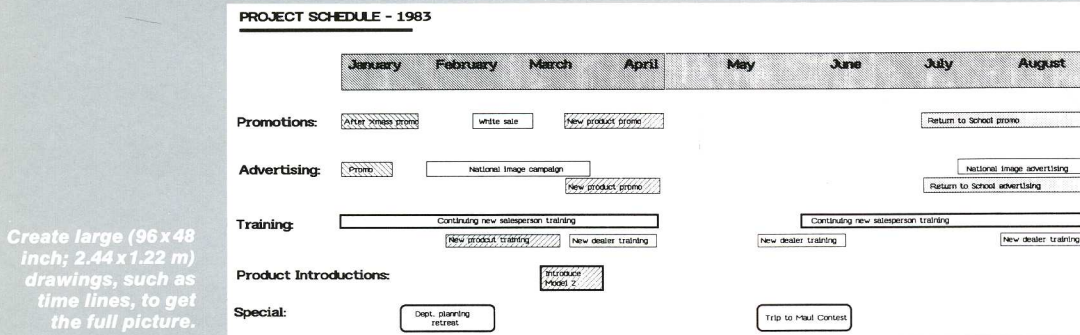 PROJECT SCHEDULE - 1983
January February March April May June July August
Promotions: After Xmass promo White sale New product promo Return to School promo
Advertising: Promo National image campaign National image advertising
New product promo Return to School advertising
Training: Continuing new salesperson training Continuing new salesperson training
New prodcut training New dealer training New dealer training New dealer training
Product Introductions: Introduce
Model 2
Special: Dept. planning Trip to Maui Contest
retreat
Create large (96 x 48
inch; 2.44 x 1.22 m)
drawings, such as
time lines, to get
the full picture.